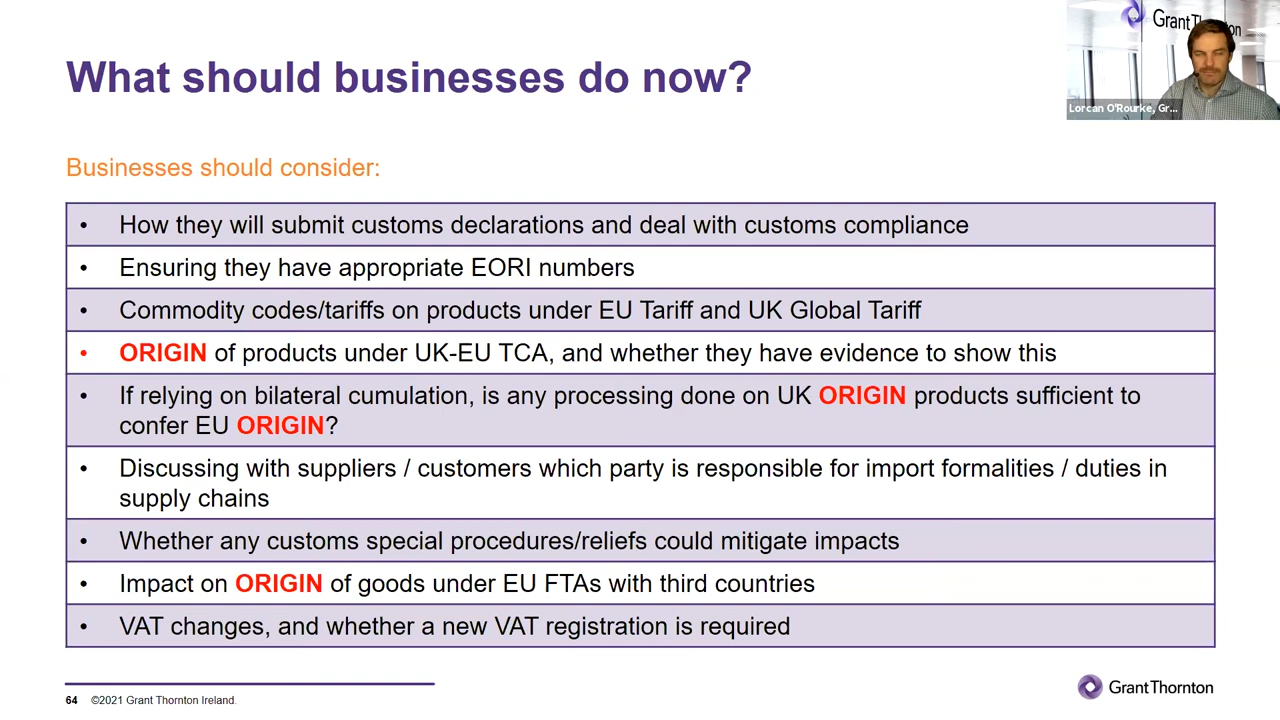 Grant Thornton
Lorcan O'Rourke, Gr...
What should businesses do now?
Businesses should consider:
• How they will submit customs declarations and deal with customs compliance
• Ensuring they have appropriate EORI numbers
• Commodity codes/tariffs on products under EU Tariff and UK Global Tariff
• ORIGIN of products under UK-EU TCA, and whether they have evidence to show this
• If relying on bilateral cumulation, is any processing done on UK ORIGIN products sufficient to
confer EU ORIGIN?
• Discussing with suppliers / customers which party is responsible for import formalities / duties in
supply chains
• Whether any customs special procedures/reliefs could mitigate impacts
• Impact on ORIGIN of goods under EU FTAs with third countries
• VAT changes, and whether a new VAT registration is required
64 ©2021 Grant Thornton Ireland.
Grant Thornton